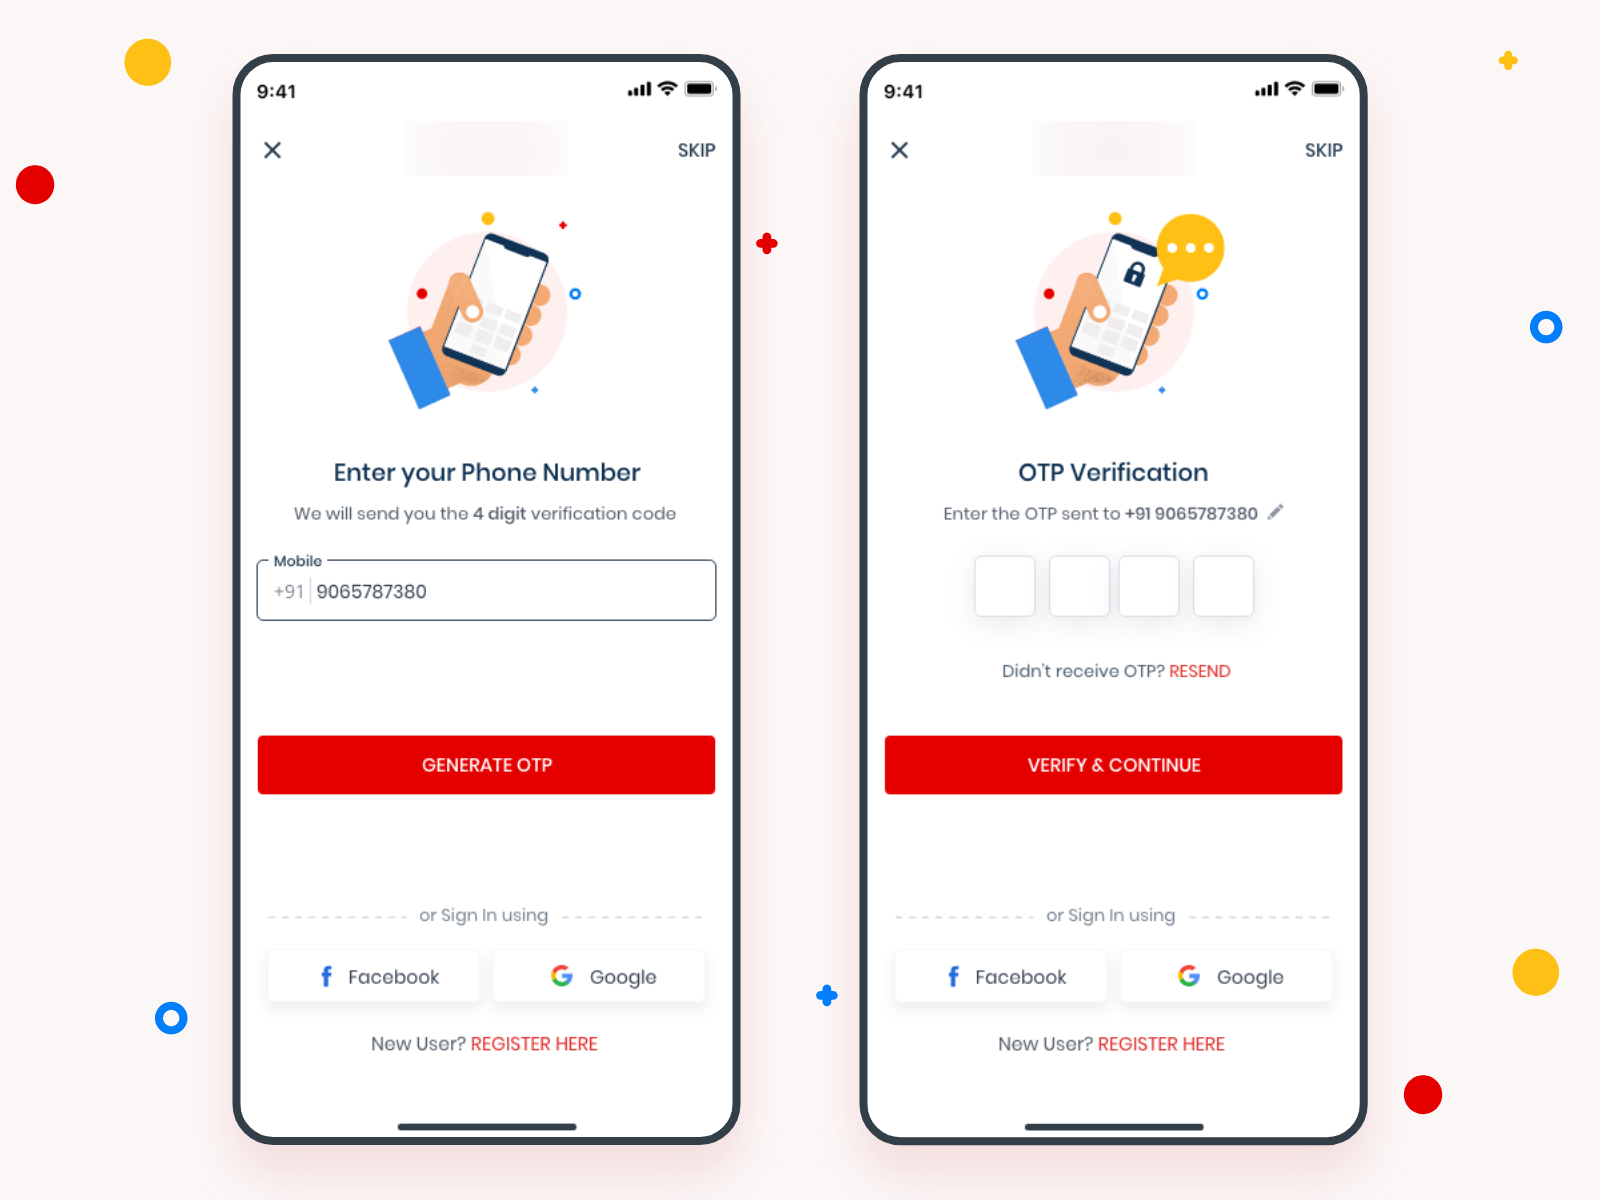 9:41
SKIP
Enter your Phone Number
We will send you the 4 digit verification code
Mobile
+91 9065787380
GENERATE OTP
or Sign In using
Facebook
Google
New User? REGISTER HERE
9:41
SKIP
OTP Verification
Enter the OTP sent to +91 9065787380
Didn't receive OTP? RESEND
VERIFY & CONTINUE
or Sign In using
Facebook
Google
New User? REGISTER HERE